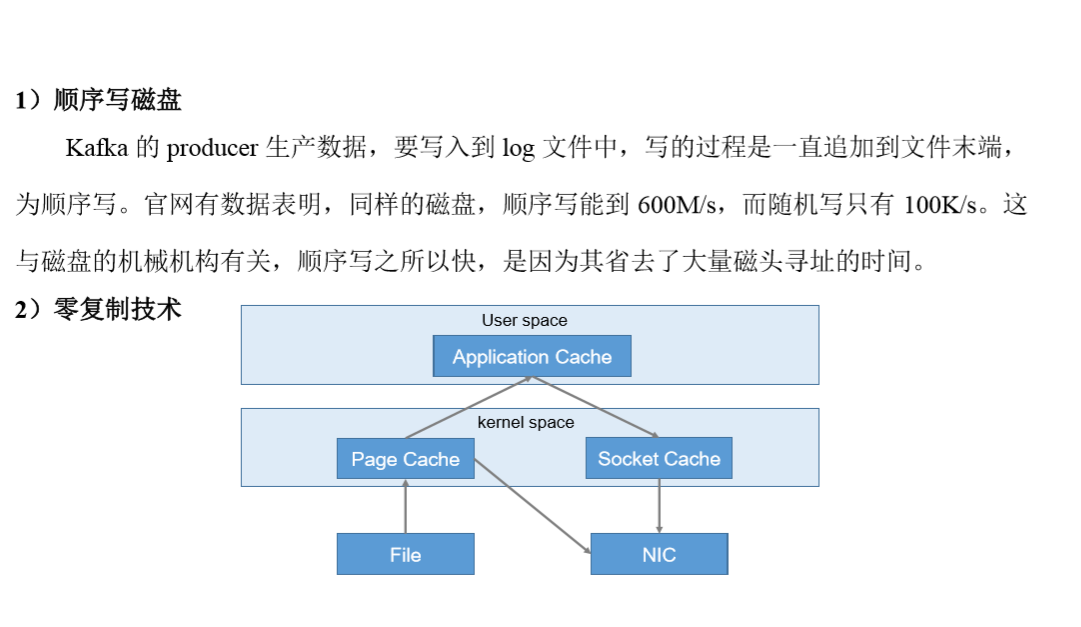 1）顺序写磁盘
Kafka 的 producer 生产数据，要写入到 log 文件中，写的过程是一直追加到文件末端，
为顺序写。官网有数据表明，同样的磁盘，顺序写能到 600M/s，而随机写只有 100K/s。这
与磁盘的机械机构有关，顺序写之所以快，是因为其省去了大量磁头寻址的时间。
2）零复制技术
User space
Application Cache
kernel space
Page Cache
Socket Cache
File
NIC